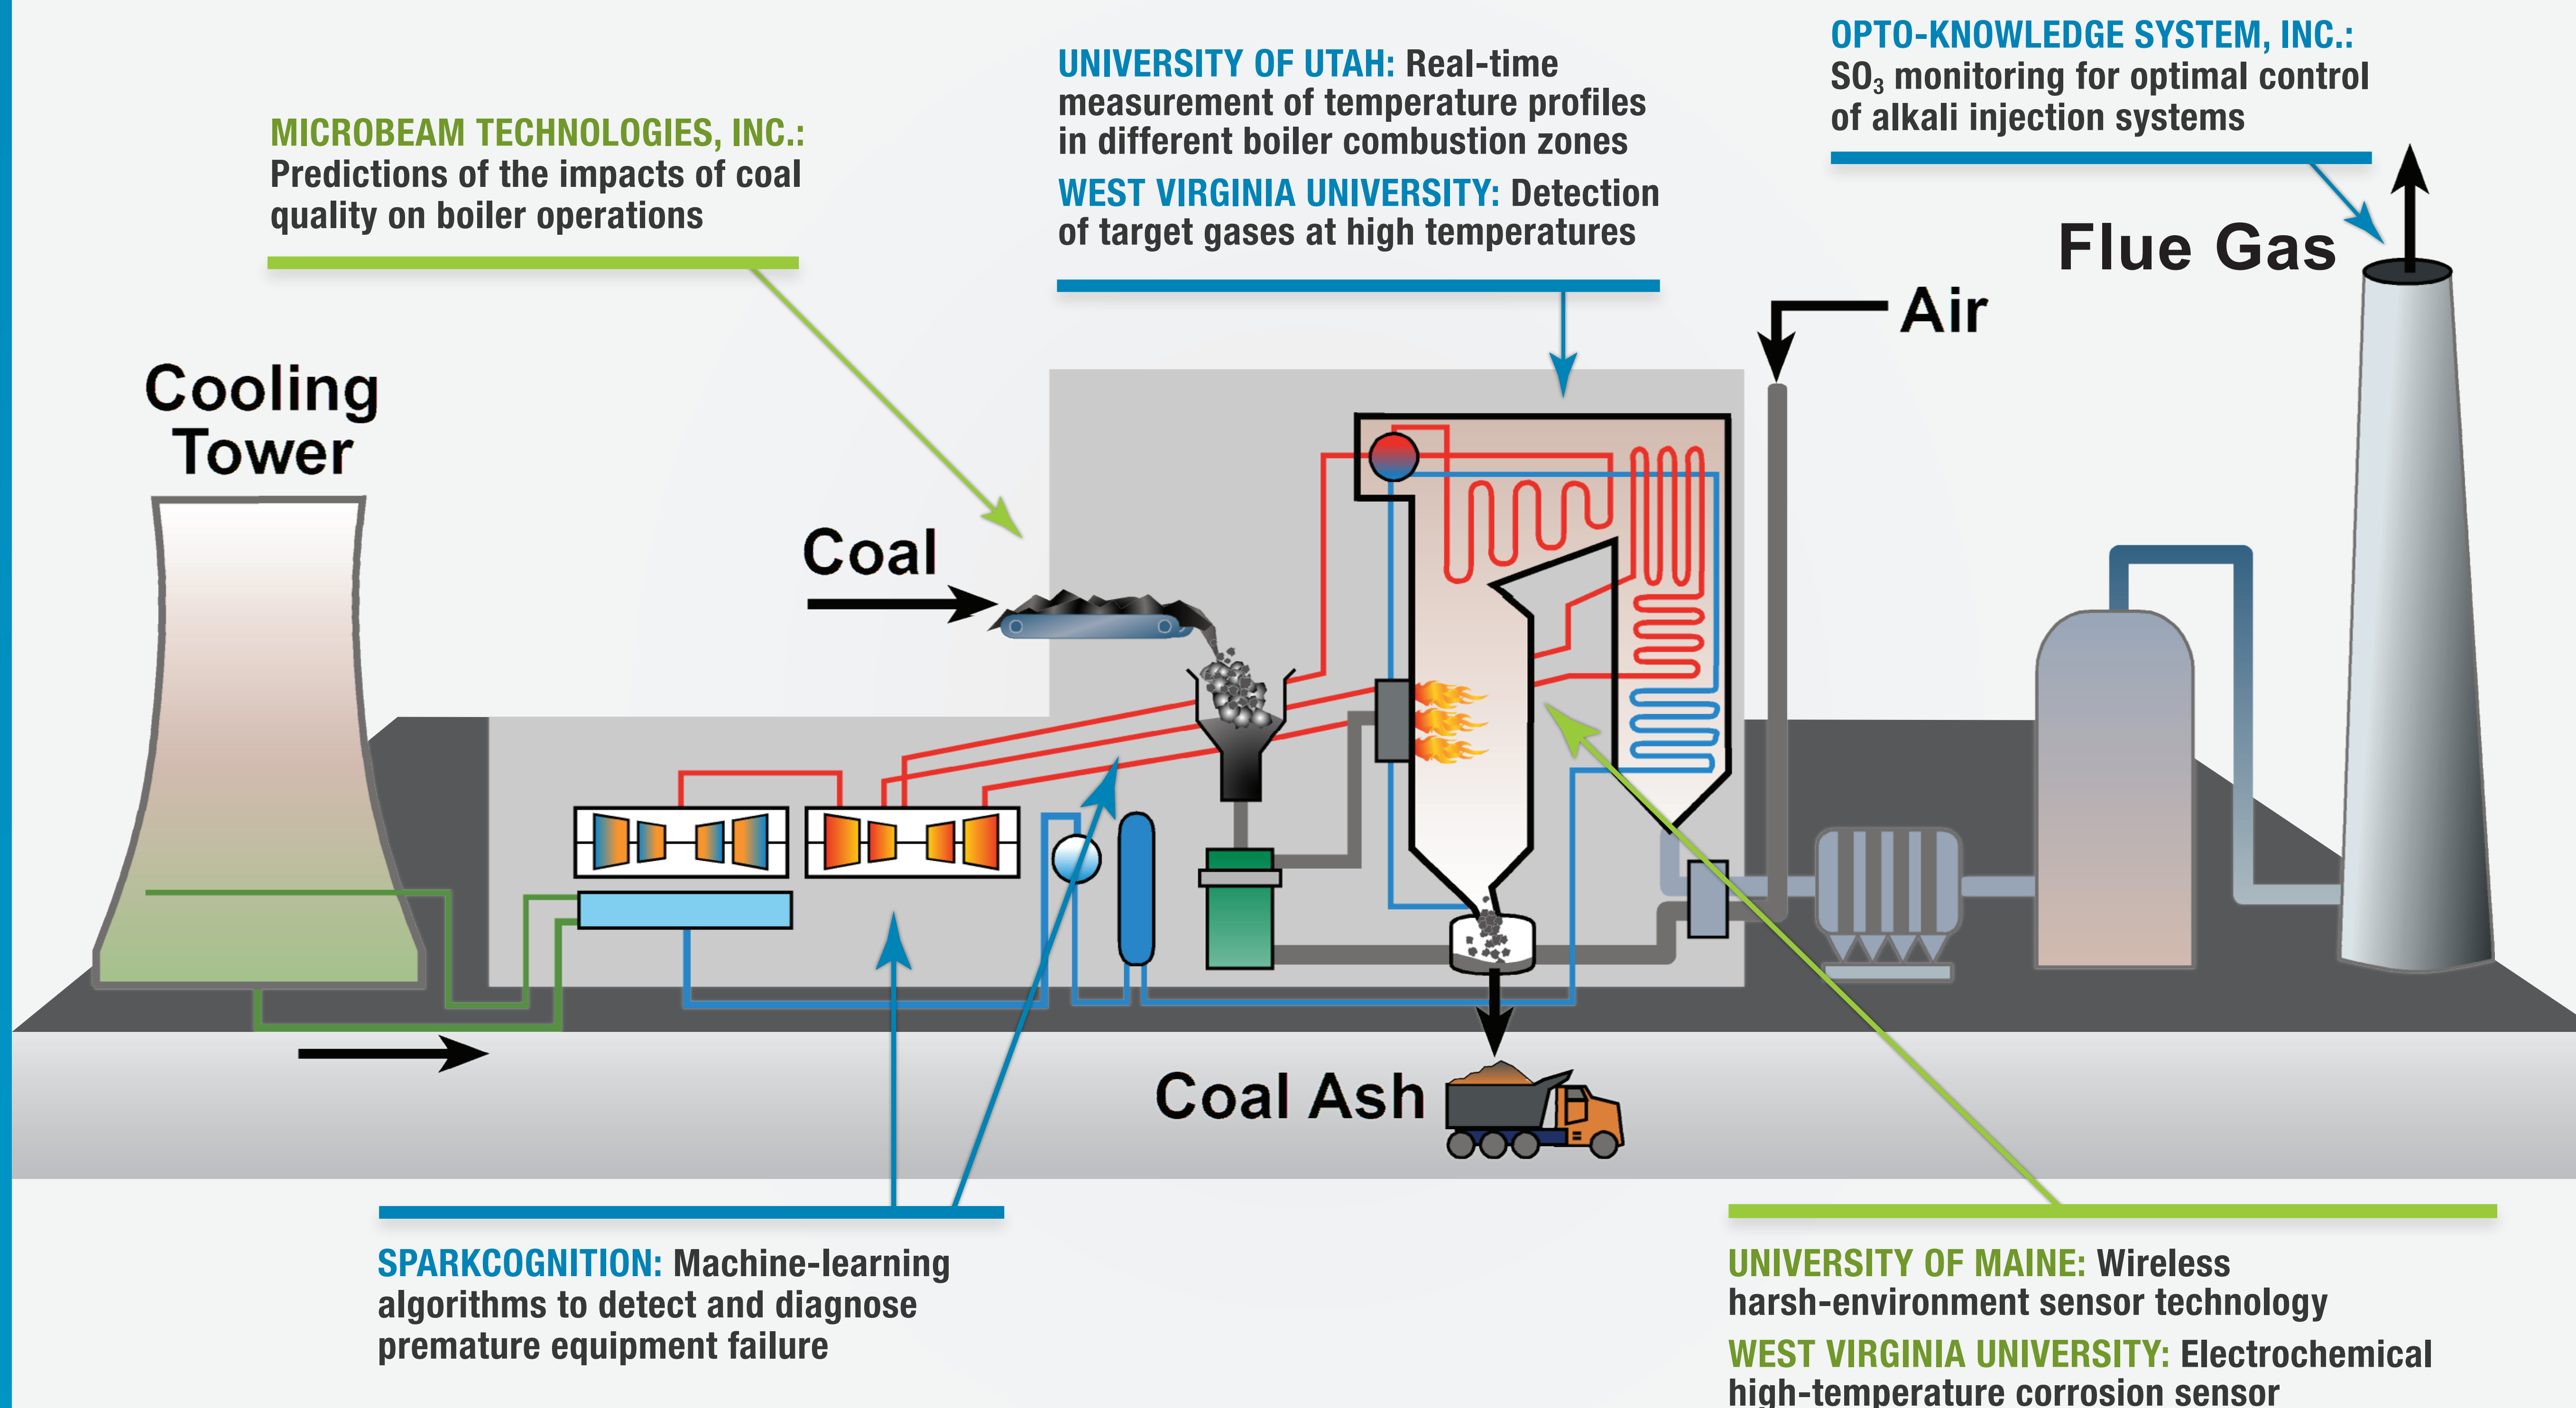 OPTO-KNOWLEDGE SYSTEM, INC.:
SO₃ monitoring for optimal control
of alkali injection systems
UNIVERSITY OF UTAH: Real-time
measurement of temperature profiles
in different boiler combustion zones
WEST VIRGINIA UNIVERSITY: Detection
of target gases at high temperatures
MICROBEAM TECHNOLOGIES, INC.:
Predictions of the impacts of coal
quality on boiler operations
Flue Gas
Air
Cooling
Tower
Coal
Coal Ash
SPARKCOGNITION: Machine-learning
algorithms to detect and diagnose
premature equipment failure
UNIVERSITY OF MAINE: Wireless
harsh-environment sensor technology
WEST VIRGINIA UNIVERSITY: Electrochemical
high-temperature corrosion sensor